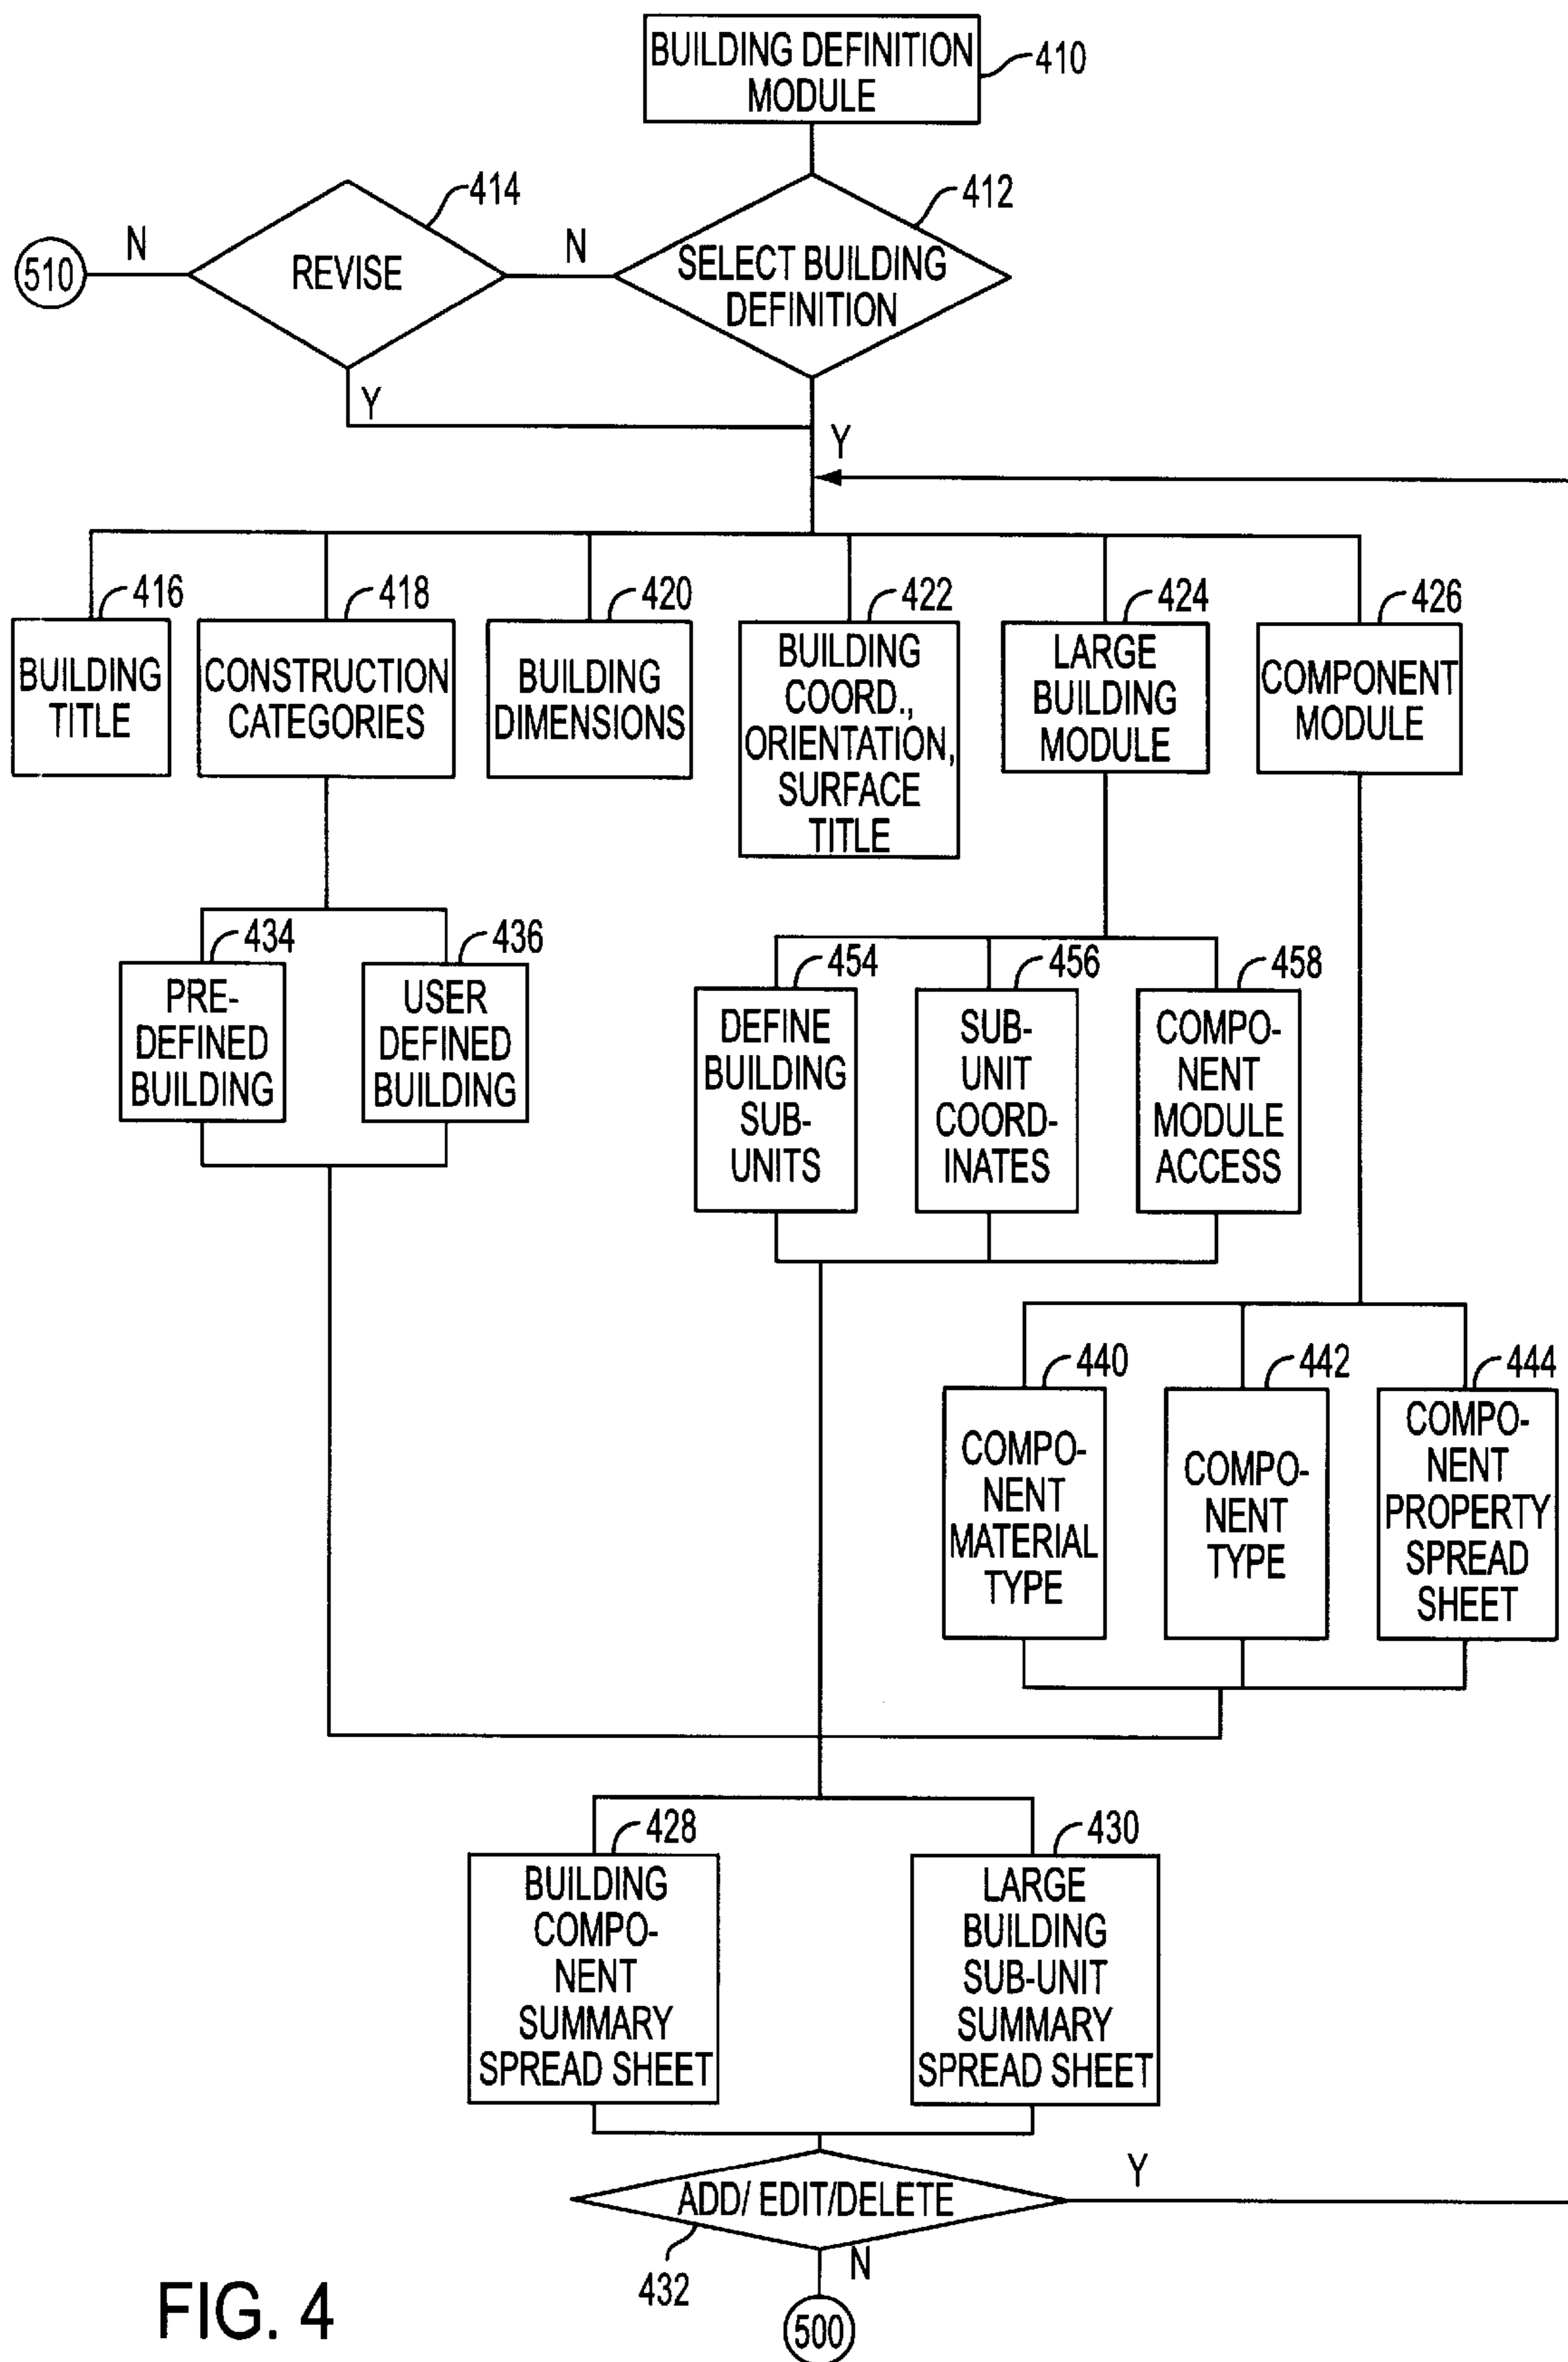 BUILDING DEFINITION
MODULE
410
414
412
510
N
REVISE
N
SELECT BUILDING
DEFINITION
Y
Y
416
418
420
422
424
426
BUILDING
TITLE
CONSTRUCTION
CATEGORIES
BUILDING
DIMENSIONS
BUILDING
COORD.,
ORIENTATION,
SURFACE
TITLE
LARGE
BUILDING
MODULE
COMPONENT
MODULE
434
436
454
456
458
PRE-
DEFINED
BUILDING
USER
DEFINED
BUILDING
DEFINE
BUILDING
SUB-
UNITS
SUB-
UNIT
COORD-
INATES
COMPO-
NENT
MODULE
ACCESS
440
442
444
COMPO-
NENT
MATERIAL
TYPE
COMPO-
NENT
TYPE
COMPO-
NENT
PROPERTY
SPREAD
SHEET
428
430
BUILDING
COMPO-
NENT
SUMMARY
SPREAD SHEET
LARGE
BUILDING
SUB-UNIT
SUMMARY
SPREAD SHEET
ADD/ EDIT/DELETE
Y
432
N
500
FIG. 4